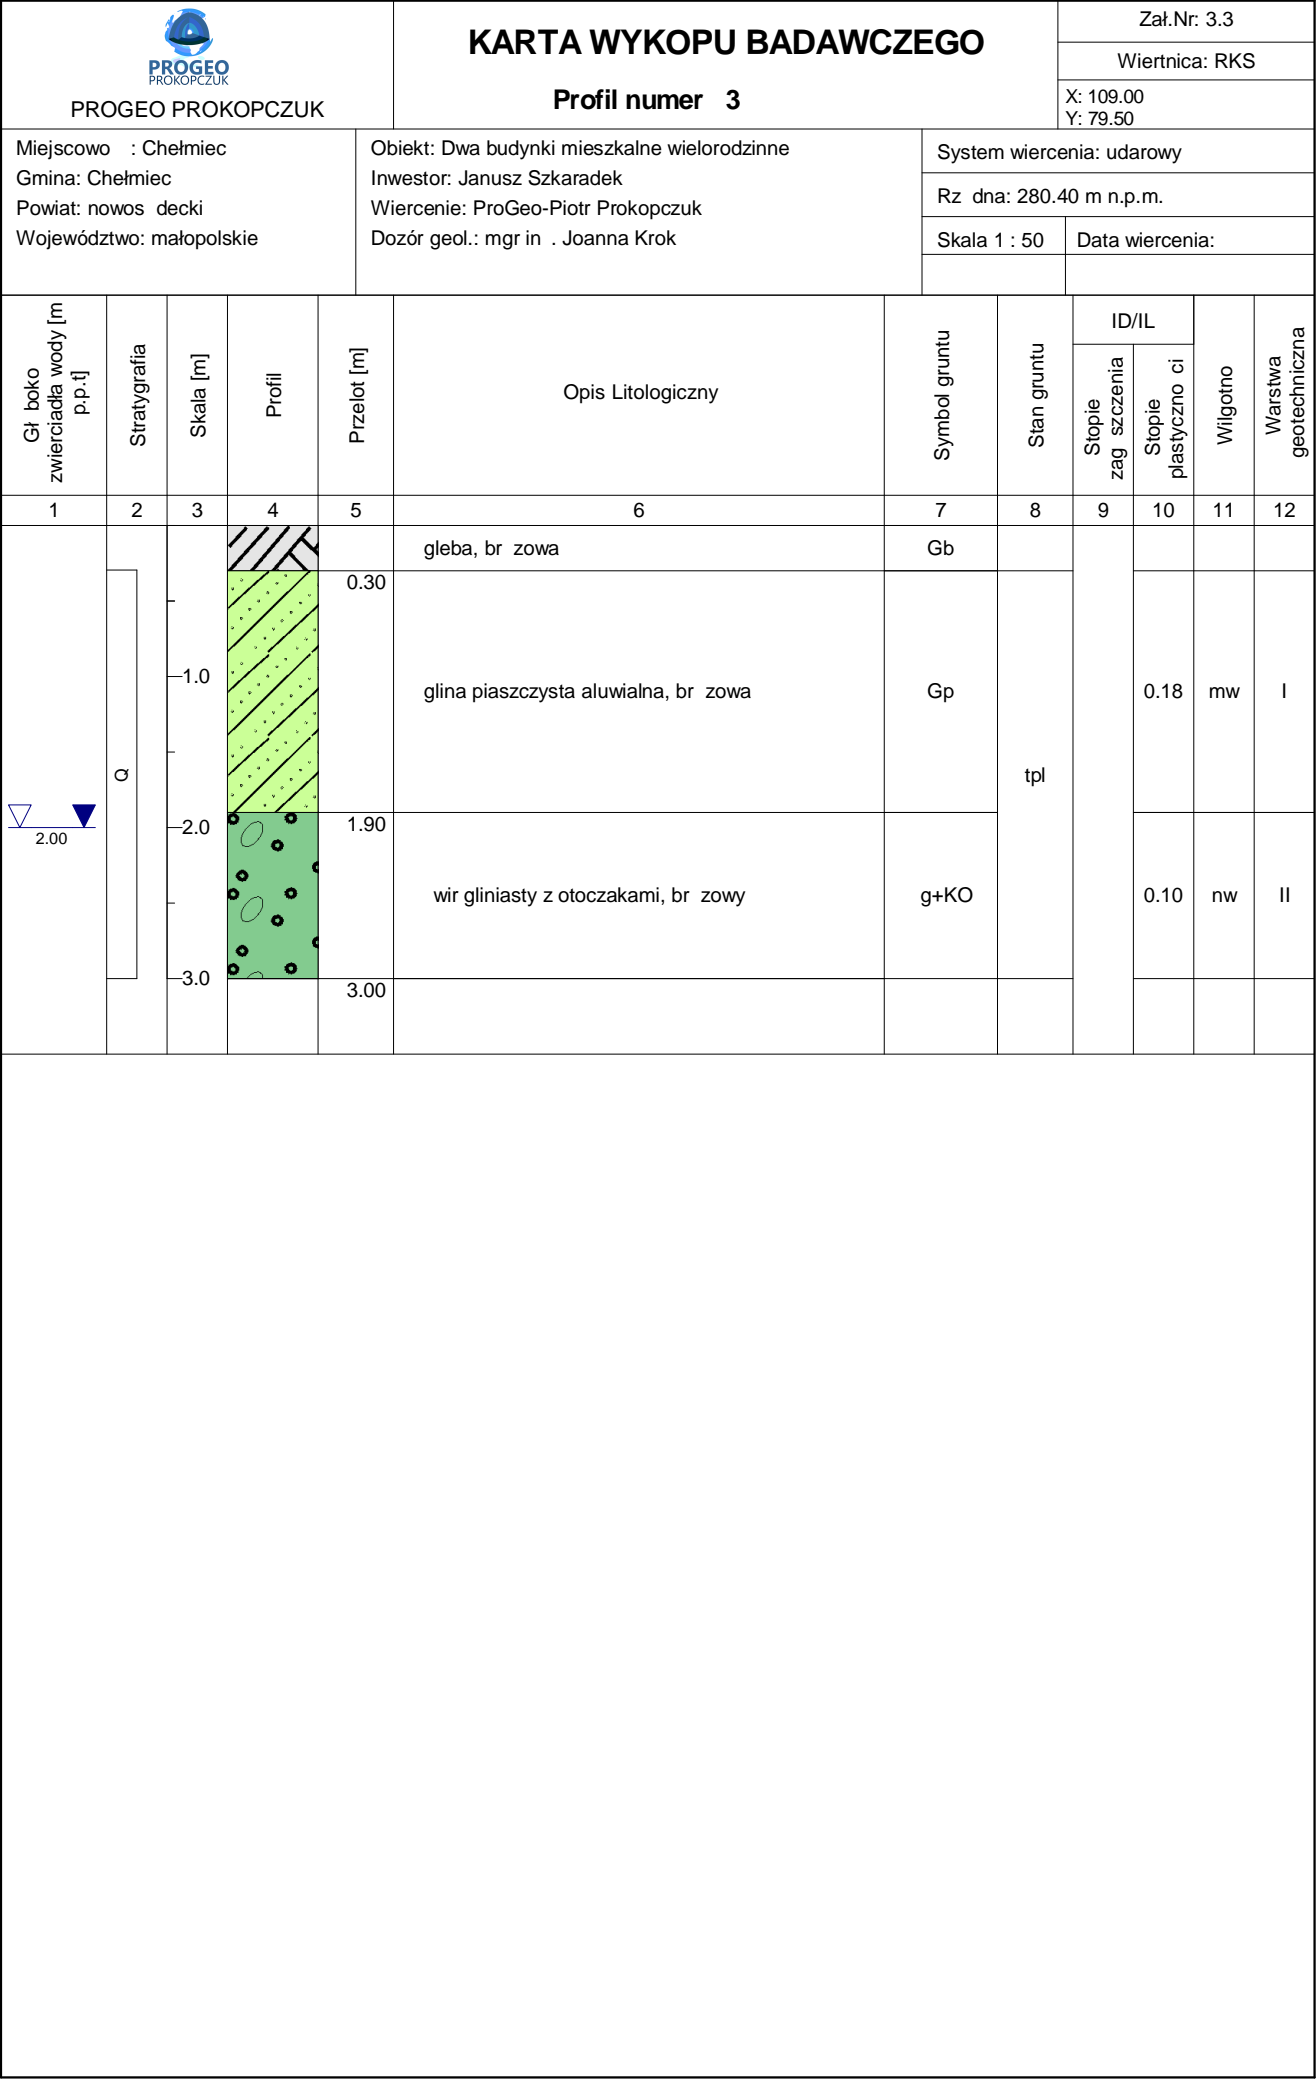 PROGEO
PROKOPCZUK
PROGEO PROKOPCZUK
KARTA WYKOPU BADAWCZEGO
Profil numer 3
Zał.Nr: 3.3
Wiertnica: RKS
X: 109.00
Y: 79.50
Miejscowo : Chełmiec
Gmina: Chełmiec
Powiat: nowos decki
Województwo: małopolskie
Obiekt: Dwa budynki mieszkalne wielorodzinne
Inwestor: Janusz Szkaradek
Wiercenie: ProGeo-Piotr Prokopczuk
Dozór geol.: mgr in . Joanna Krok
System wiercenia: udarowy
Rz dna: 280.40 m n.p.m.
Skala 1 : 50
Data wiercenia:
Gł boko
zwierciadła wody [m
p.p.t]
Stratygrafia
Skala [m]
Profil
Przelot [m]
Opis Litologiczny
Symbol gruntu
Stan gruntu
ID/IL
Stopie
zag szczenia
Stopie
plastyczno ci
Wilgotno
Warstwa
geotechniczna
1 2 3 4 5 6 7 8 9 10 11 12
gleba, br zowa Gb
0.30
1.0
glina piaszczysta aluwialna, br zowa Gp 0.18 mw I
Q
tpl
2.00
2.0
1.90
wir gliniasty z otoczakami, br zowy g+KO 0.10 nw II
3.0
3.00